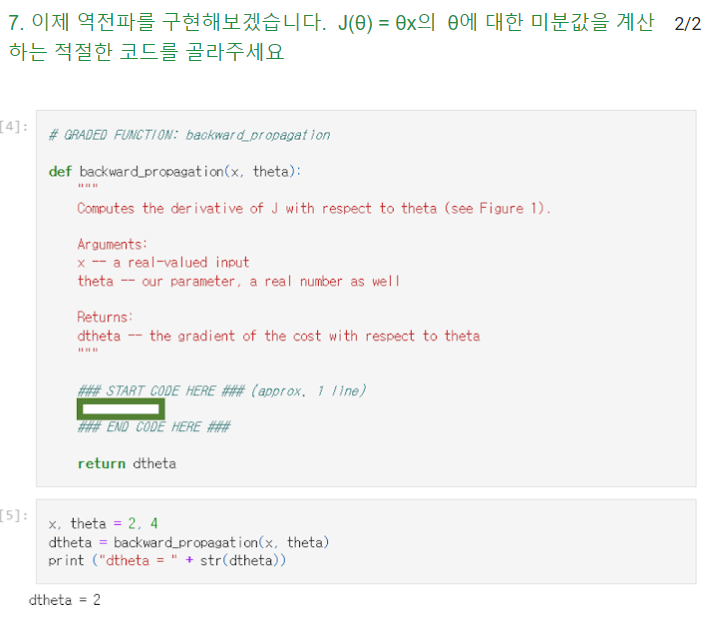 7. 이제 역전파를 구현해보겠습니다. J(θ) = θx의 θ에 대한 미분값을 계산 2/2
하는 적절한 코드를 골라주세요
[4]:
# GRADED FUNCTION: backward_propagation
def backward_propagation(x, theta):
"""
Computes the derivative of J with respect to theta (see Figure 1).
Arguments:
x -- a real-valued input
theta -- our parameter, a real number as well
Returns:
dtheta -- the gradient of the cost with respect to theta
"""
### START CODE HERE ### (approx. 1 line)
### END CODE HERE ###
return dtheta
[5]:
x, theta = 2, 4
dtheta = backward_propagation(x, theta)
print ("dtheta = " + str(dtheta))
dtheta = 2